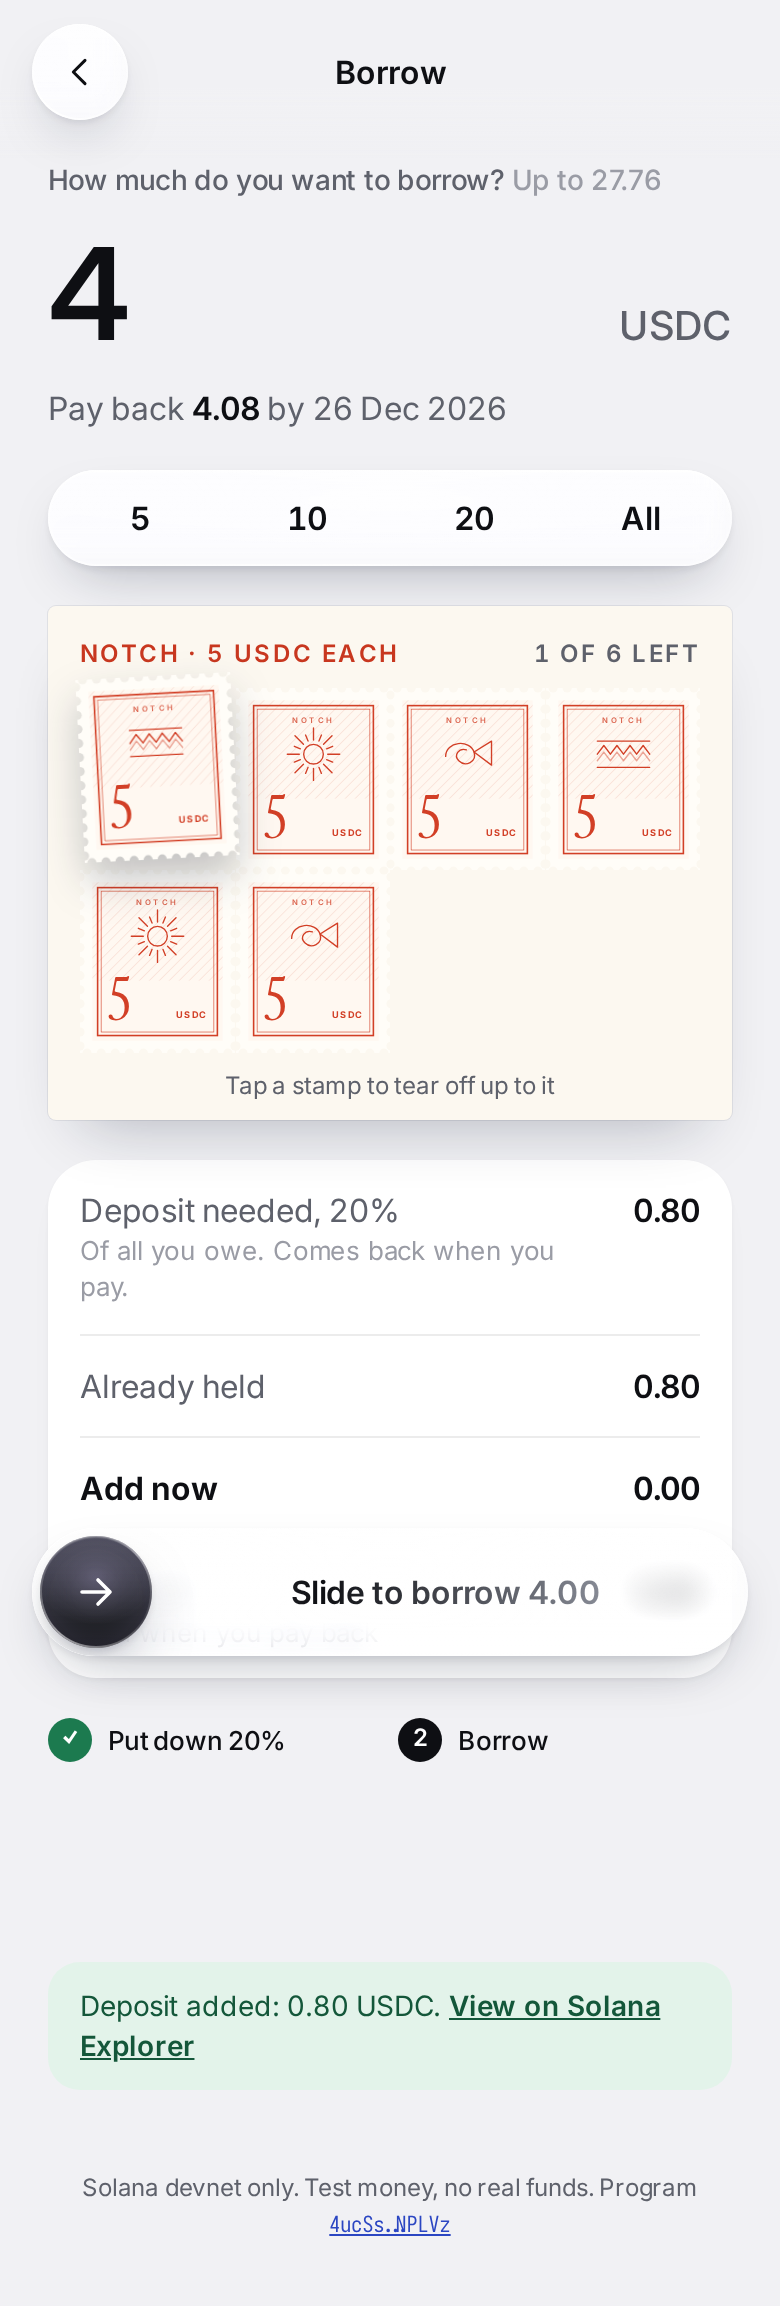 Borrow
How much do you want to borrow? Up to 27.76
4
USDC
Pay back 4.08 by 26 Dec 2026
5 10 20 All
NOTCH · 5 USDC EACH
1 OF 6 LEFT
NOTCH
5 USDC
NOTCH
5 USDC
NOTCH
5 USDC
NOTCH
5 USDC
NOTCH
5 USDC
NOTCH
5 USDC
Tap a stamp to tear off up to it
Deposit needed, 20% 0.80
Of all you owe. Comes back when you
pay.
Already held 0.80
Add now 0.00
Slide to borrow 4.00
when you pay back
Put down 20%
2 Borrow
Deposit added: 0.80 USDC. View on Solana
Explorer
Solana devnet only. Test money, no real funds. Program
4ucSs…NPLVz